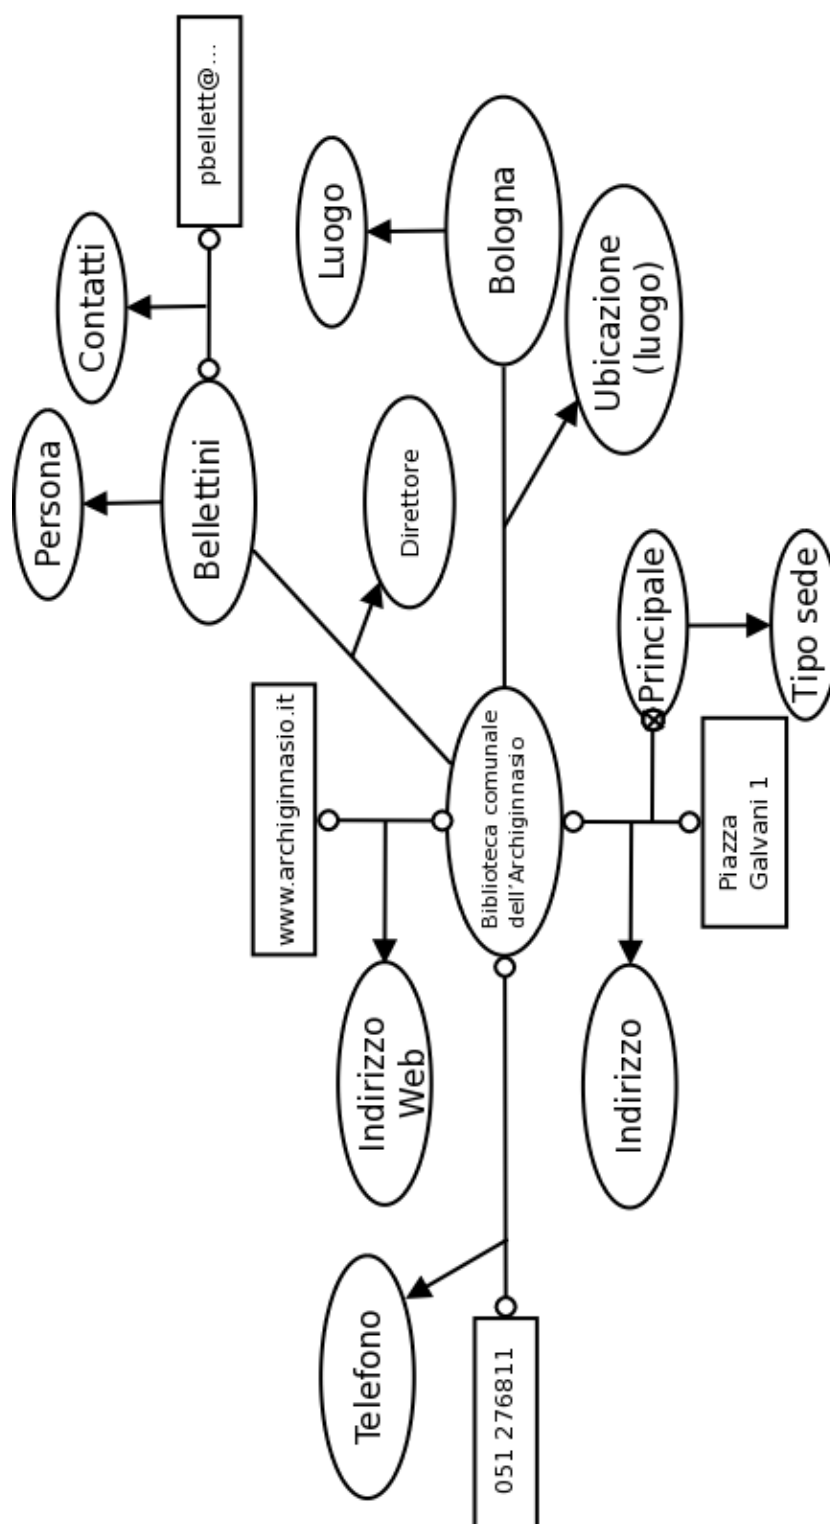 pbellett@...
Contatti
Luogo
Bologna
Ubicazione
(luogo)
Persona
Bellettini
Direttore
Principale
Tipo sede
www.archiginnasio.it
Biblioteca comunale
dell'Archiginnasio
Piazza
Galvani 1
Indirizzo
Web
Indirizzo
Telefono
051 276811